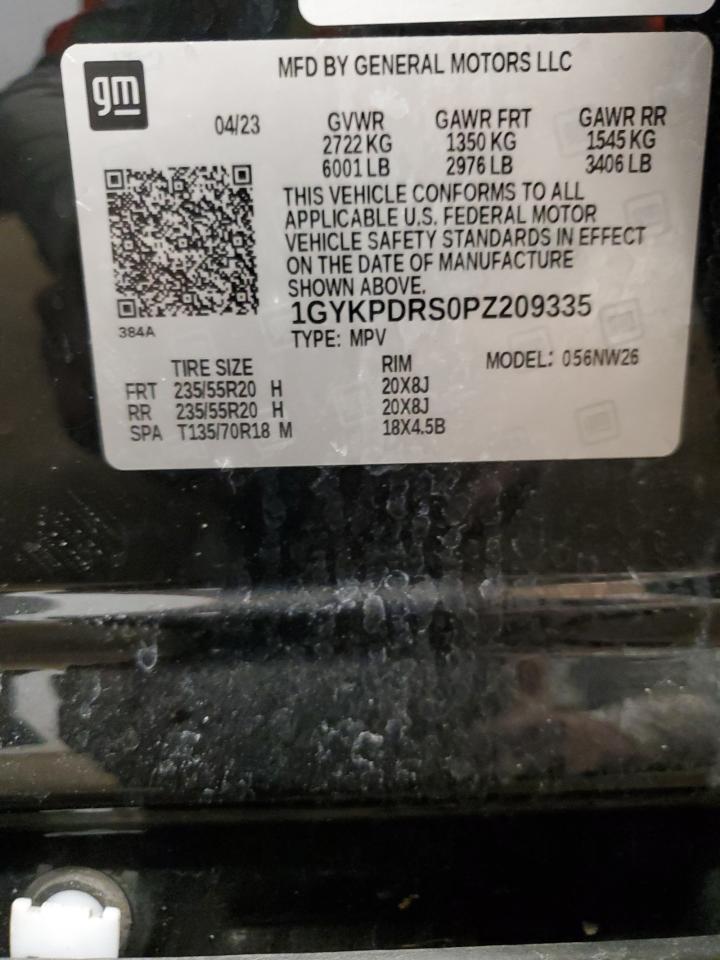 gm
MFD BY GENERAL MOTORS LLC
04/23
GVWR GAWR FRT GAWR RR
2722 KG 1350 KG 1545 KG
6001 LB 2976 LB 3406 LB
THIS VEHICLE CONFORMS TO ALL
APPLICABLE U.S. FEDERAL MOTOR
VEHICLE SAFETY STANDARDS IN EFFECT
ON THE DATE OF MANUFACTURE
SHOWN ABOVE.
1GYKPDRS0PZ209335
384A
TYPE: MPV
TIRE SIZE RIM MODEL: 056NW26
FRT 235/55R20 H 20X8J
RR 235/55R20 H 20X8J
SPA T135/70R18 M 18X4.5B